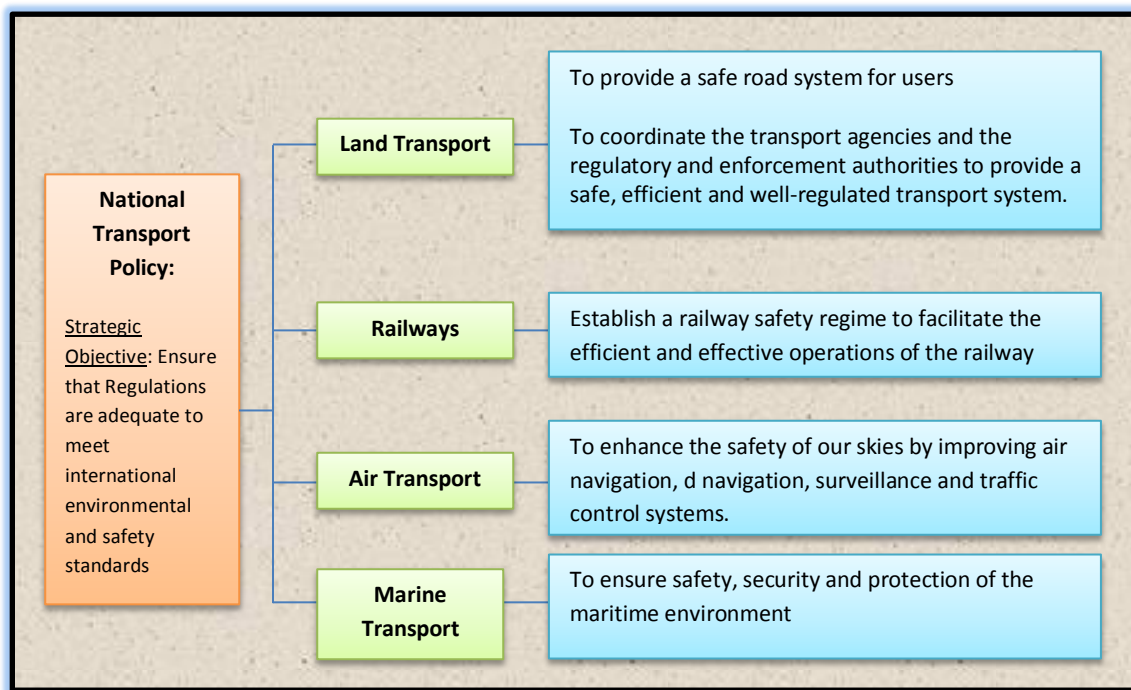 National
Transport
Policy:
Strategic
Objective: Ensure
that Regulations
are adequate to
meet
international
environmental
and safety
standards
Land Transport
To provide a safe road system for users
To coordinate the transport agencies and the
regulatory and enforcement authorities to provide a
safe, efficient and well-regulated transport system.
Railways
Establish a railway safety regime to facilitate the
efficient and effective operations of the railway
Air Transport
To enhance the safety of our skies by improving air
navigation, d navigation, surveillance and traffic
control systems.
Marine
Transport
To ensure safety, security and protection of the
maritime environment